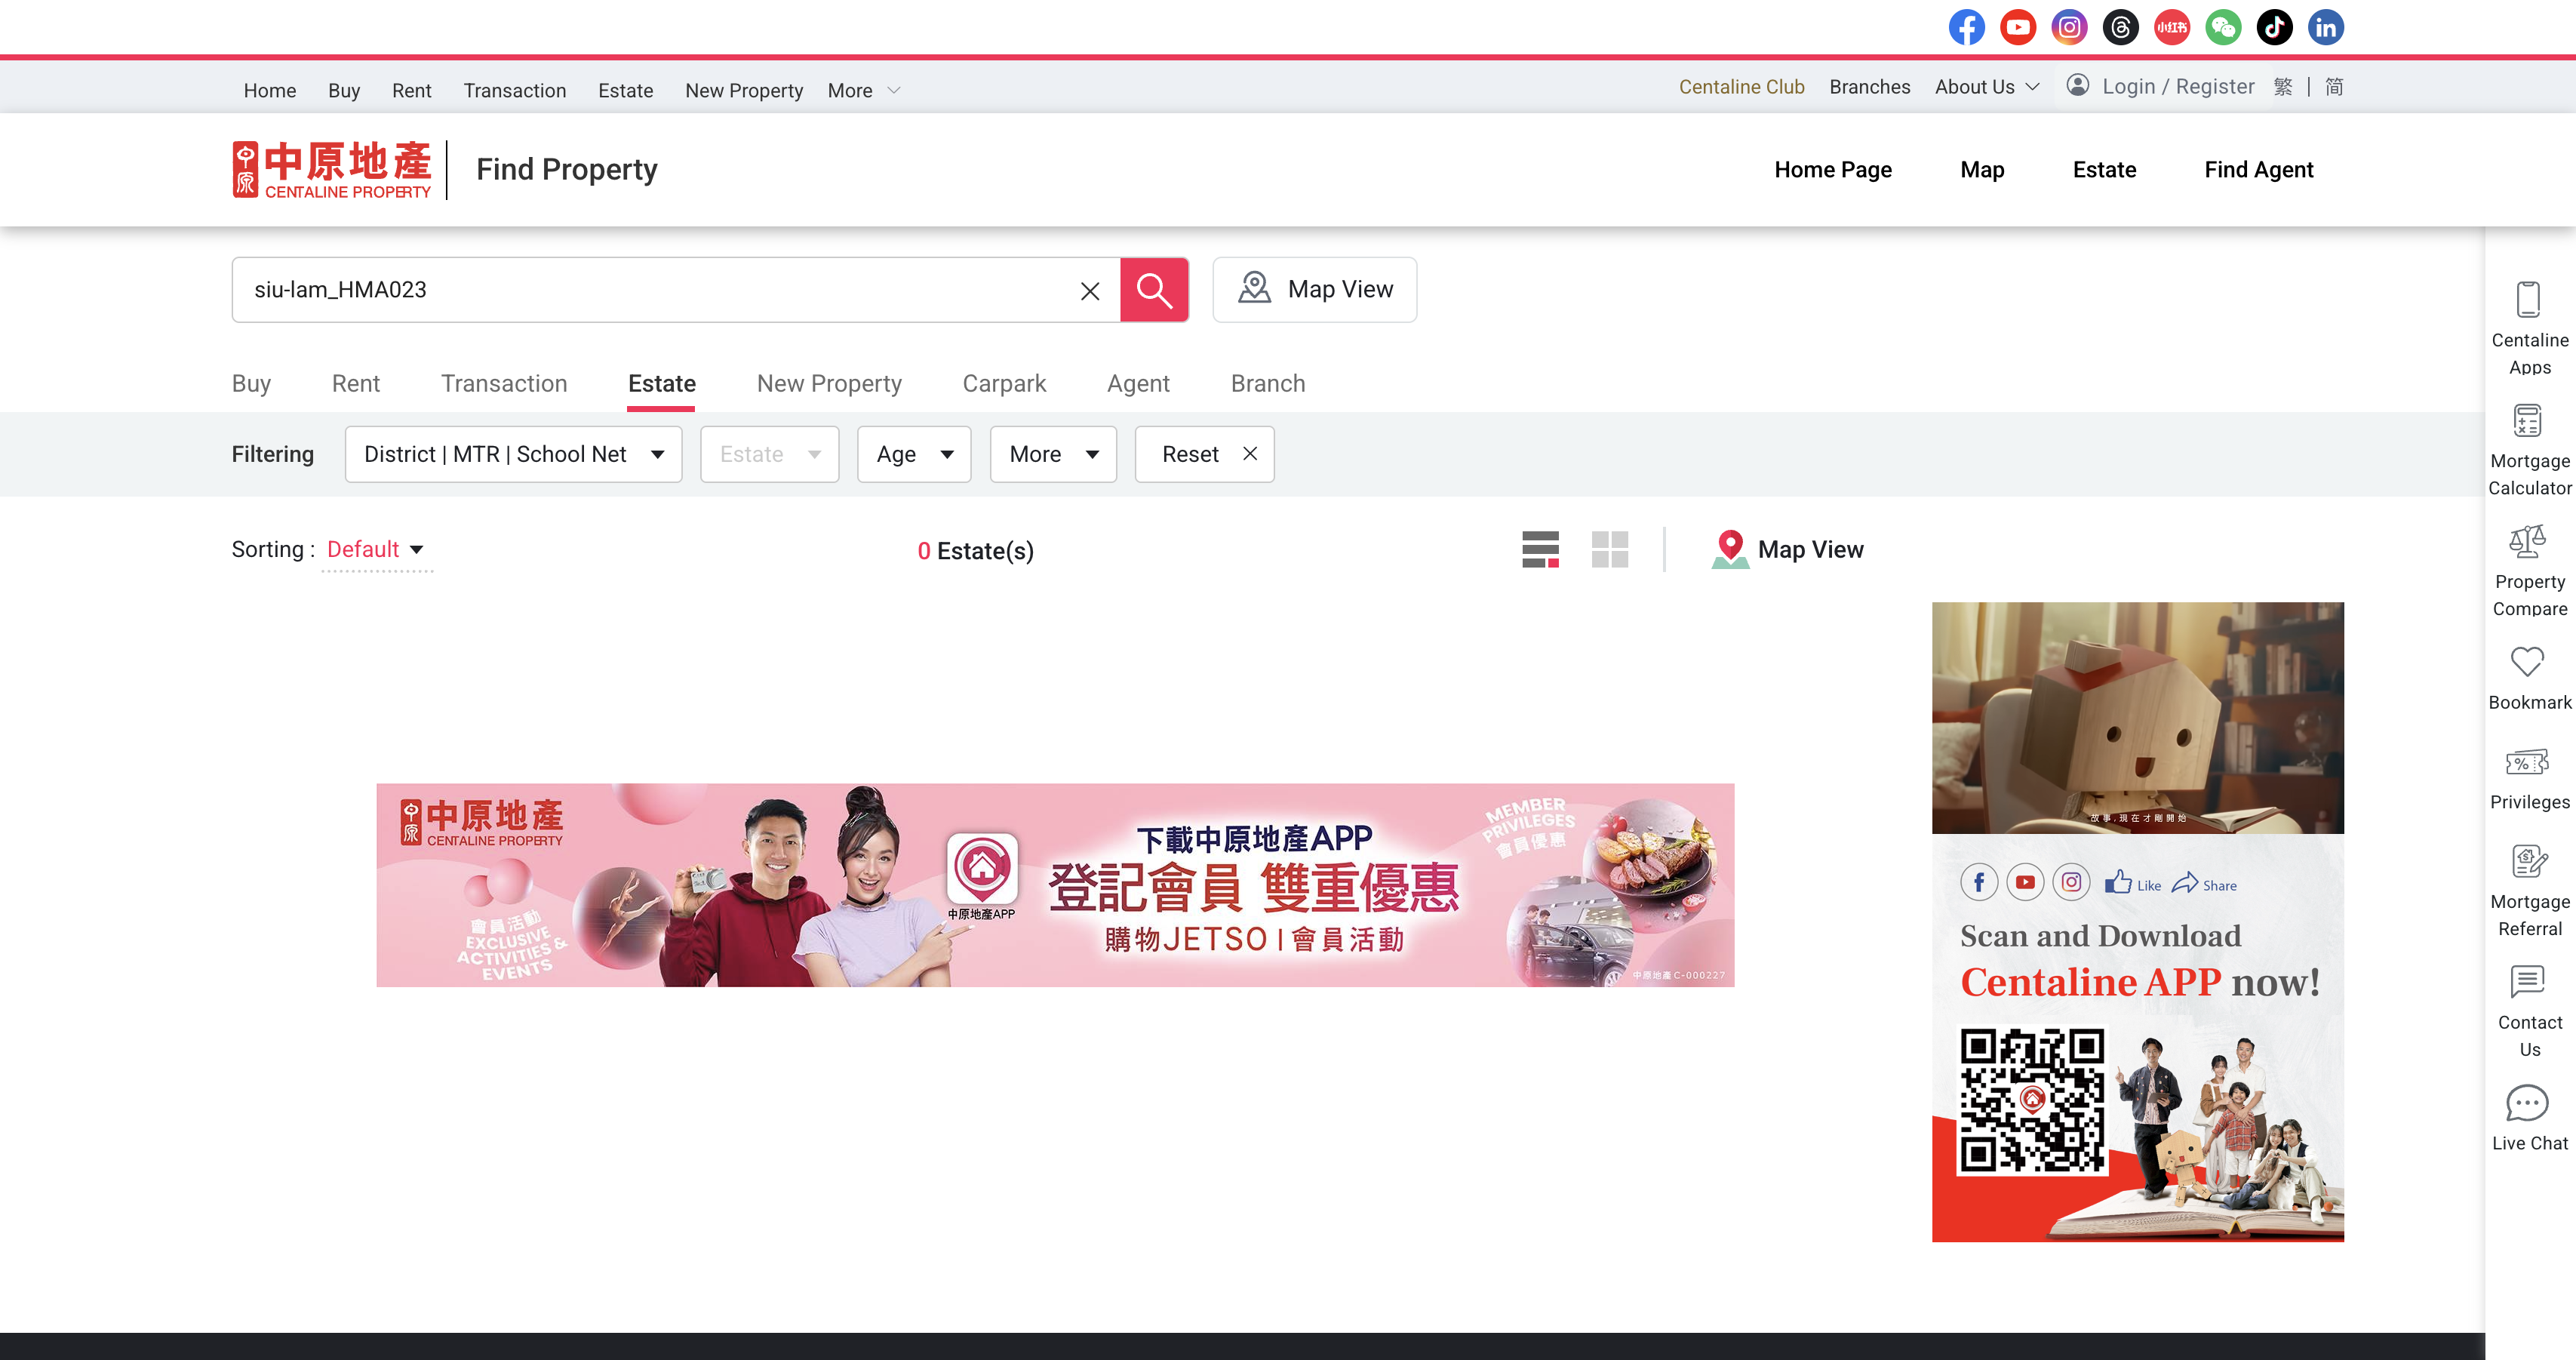 小红书
Home Buy Rent Transaction Estate New Property More
Centaline Club Branches About Us Login / Register 繁 | 简
中原
中原地產
CENTALINE PROPERTY
Find Property
Home Page Map Estate Find Agent
siu-lam_HMA023
Map View
Buy Rent Transaction Estate New Property Carpark Agent Branch
Filtering District | MTR | School Net Estate Age More Reset
Sorting : Default
0 Estate(s)
Map View
中原
中原地產
CENTALINE PROPERTY
會員活動
EXCLUSIVE
ACTIVITIES &
EVENTS
中原地產APP
下載中原地產APP
登記會員 雙重優惠
購物JETSO | 會員活動
MEMBER
PRIVILEGES
會員優惠
中原地產 C-000227
故事,現在才剛開始
Like Share
Scan and Download
Centaline APP now!
Centaline
Apps
Mortgage
Calculator
Property
Compare
Bookmark
Privileges
Mortgage
Referral
Contact
Us
Live Chat